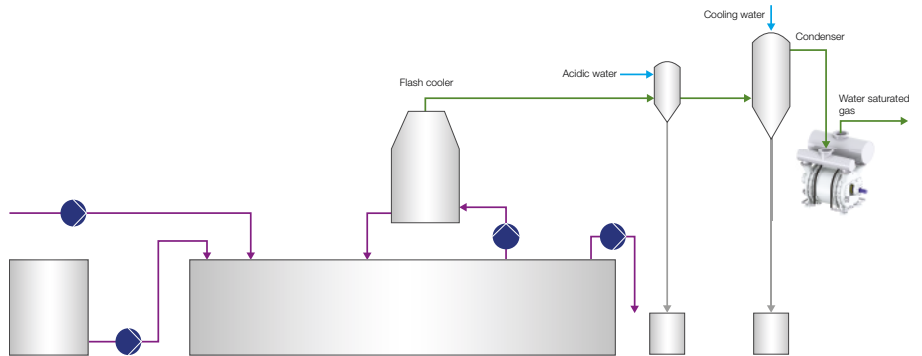 Cooling water
Condenser
Acidic water
Flash cooler
Water saturated
gas